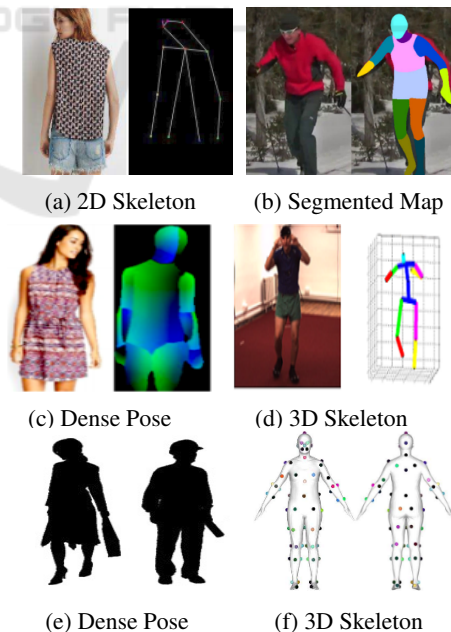 (a) 2D Skeleton
(b) Segmented Map
(c) Dense Pose
(d) 3D Skeleton
(e) Dense Pose
(f) 3D Skeleton